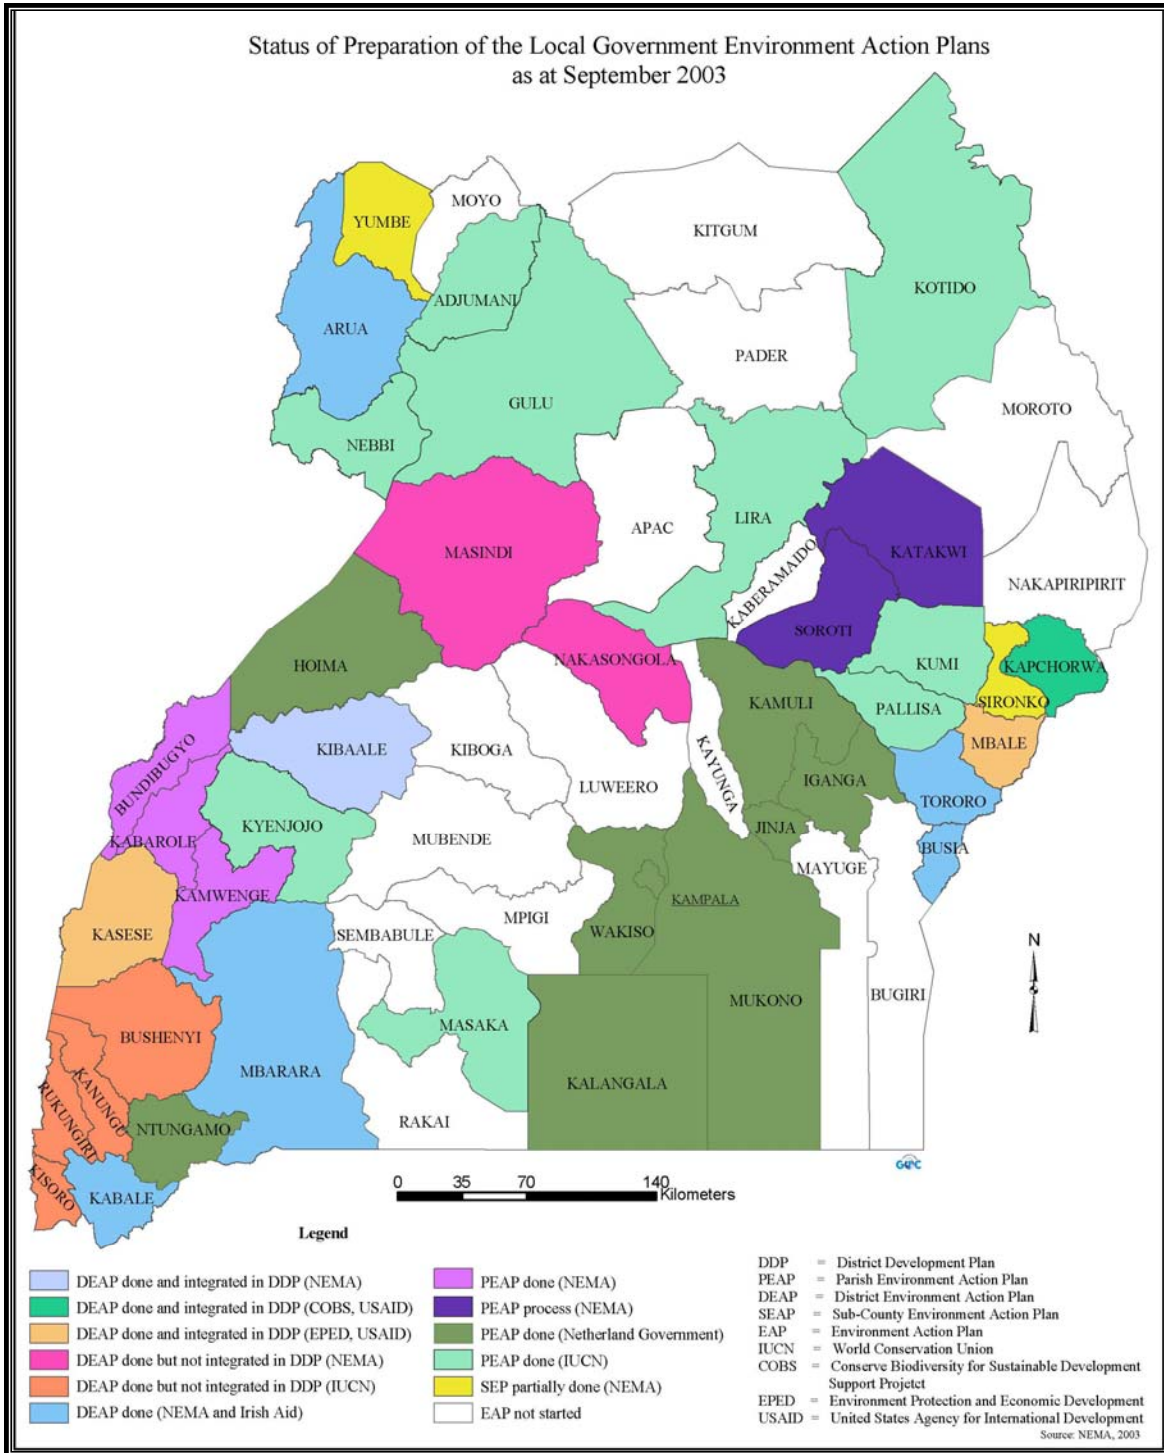 Status of Preparation of the Local Government Environment Action Plans
as at September 2003
YUMBE
MOYO
KITGUM
KOTIDO
ADJUMANI
ARUA
PADER
GULU
MOROTO
NEBBI
LIRA
APAC
MASINDI
KATAKWI
KABERAMAIDO
NAKAPIRIPIRIT
SOROTI
HOIMA
NAKASONGOLA
KUMI
KAPCHORWA
KAMULI
PALLISA
SIRONKO
MBALE
KIBAALE
KIBOGA
BUNDIBUGYO
KAYUNGA
IGANGA
LUWEERO
TORORO
KYENJOJO
JINJA
MUBENDE
KABAROLE
BUSIA
MAYUGE
KAMWENGE
KAMPALA
MPIGI
KASESE
SEMBABULE
WAKISO
N
BUGIRI
MUKONO
MASAKA
BUSHENYI
MBARARA
KALANGALA
KANUNGU
RUKUNGIRI
RAKAI
NTUNGAMO
KISORO
KABALE
0 35 70 140
Kilometers
Legend
DEAP done and integrated in DDP (NEMA)
DEAP done and integrated in DDP (COBS, USAID)
DEAP done and integrated in DDP (EPED, USAID)
DEAP done but not integrated in DDP (NEMA)
DEAP done but not integrated in DDP (IUCN)
DEAP done (NEMA and Irish Aid)
PEAP done (NEMA)
PEAP process (NEMA)
PEAP done (Netherland Government)
PEAP done (IUCN)
SEP partially done (NEMA)
EAP not started
DDP = District Development Plan
PEAP = Parish Environment Action Plan
DEAP = District Environment Action Plan
SEAP = Sub-County Environment Action Plan
EAP = Environment Action Plan
IUCN = World Conservation Union
COBS = Conserve Biodiversity for Sustainable Development
Support Projetct
EPED = Environment Protection and Economic Development
USAID = United States Agency for International Development
Source: NEMA, 2003